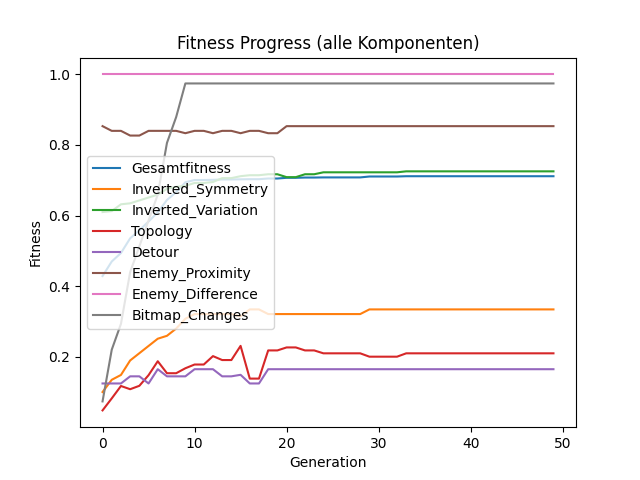 Fitness Progress (alle Komponenten)
1.0
0.8
0.6
0.4
0.2
Fitness
Gesamtfitness
Inverted_Symmetry
Inverted_Variation
Topology
Detour
Enemy_Proximity
Enemy_Difference
Bitmap_Changes
0 10 20 30 40 50
Generation